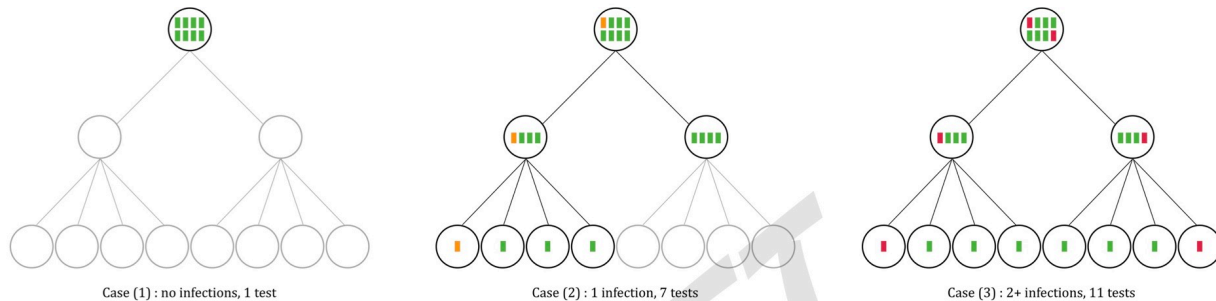 Case (1) : no infections, 1 test
Case (2) : 1 infection, 7 tests
Case (3) : 2+ infections, 11 tests